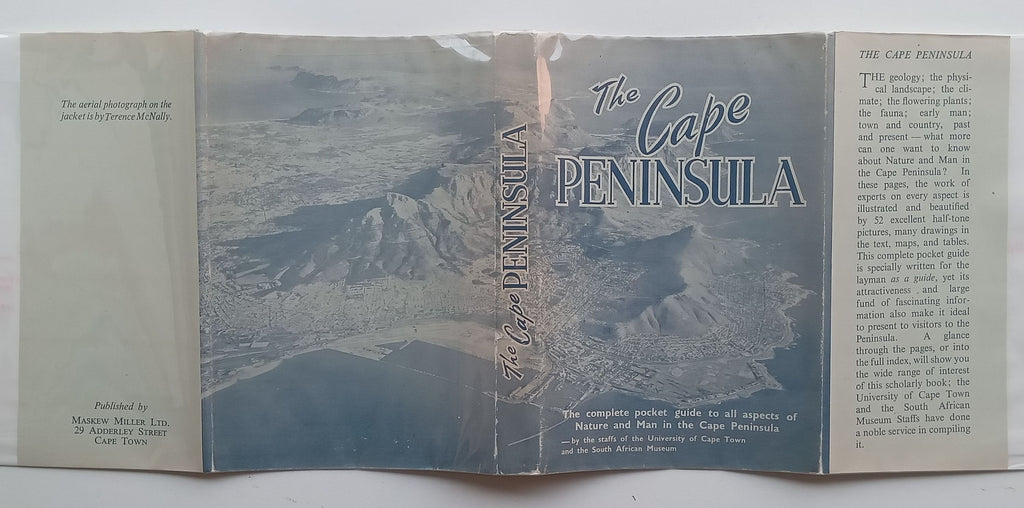 The aerial photograph on the
jacket is by Terence McNally.
Published by
MASKEW MILLER LTD.
29 ADDERLEY STREET
CAPE TOWN
The Cape PENINSULA
The
Cape
PENINSULA
The complete pocket guide to all aspects of
Nature and Man in the Cape Peninsula
—by the staffs of the University of Cape Town
and the South African Museum
THE CAPE PENINSULA
THE geology; the physi-
cal landscape; the cli-
mate; the flowering plants;
the fauna; early man;
town and country, past
and present — what more
can one want to know
about Nature and Man in
the Cape Peninsula? In
these pages, the work of
experts on every aspect is
illustrated and beautified
by 52 excellent half-tone
pictures, many drawings in
the text, maps, and tables.
This complete pocket guide
is specially written for the
layman as a guide, yet its
attractiveness and large
fund of fascinating infor-
mation also make it ideal
to present to visitors to the
Peninsula. A glance
through the pages, or into
the full index, will show you
the wide range of interest
of this scholarly book; the
University of Cape Town
and the South African
Museum Staffs have done
a noble service in compiling
it.